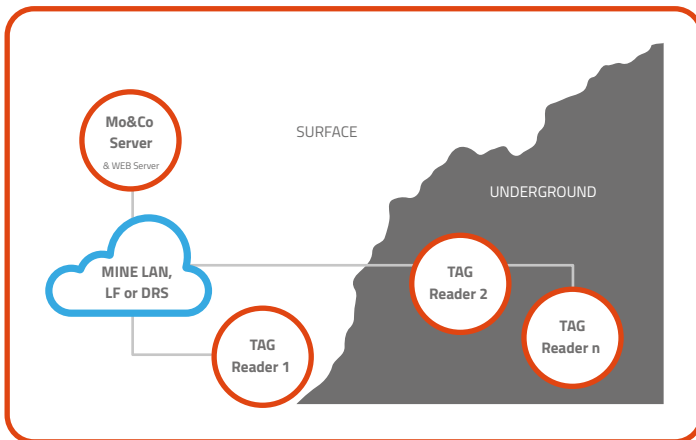 Mo&Co
Server
& WEB Server
SURFACE
UNDERGROUND
MINE LAN,
LF or DRS
TAG
Reader 2
TAG
Reader 1
TAG
Reader n